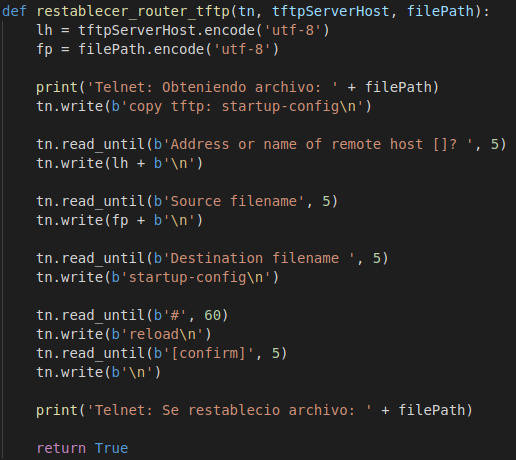 def restablecer_router_tftp(tn, tftpServerHost, filePath):
    lh = tftpServerHost.encode('utf-8')
    fp = filePath.encode('utf-8')

    print('Telnet: Obteniendo archivo: ' + filePath)
    tn.write(b'copy tftp: startup-config\n')

    tn.read_until(b'Address or name of remote host []? ', 5)
    tn.write(lh + b'\n')

    tn.read_until(b'Source filename', 5)
    tn.write(fp + b'\n')

    tn.read_until(b'Destination filename ', 5)
    tn.write(b'startup-config\n')

    tn.read_until(b'#', 60)
    tn.write(b'reload\n')
    tn.read_until(b'[confirm]', 5)
    tn.write(b'\n')

    print('Telnet: Se restablecio archivo: ' + filePath)

    return True